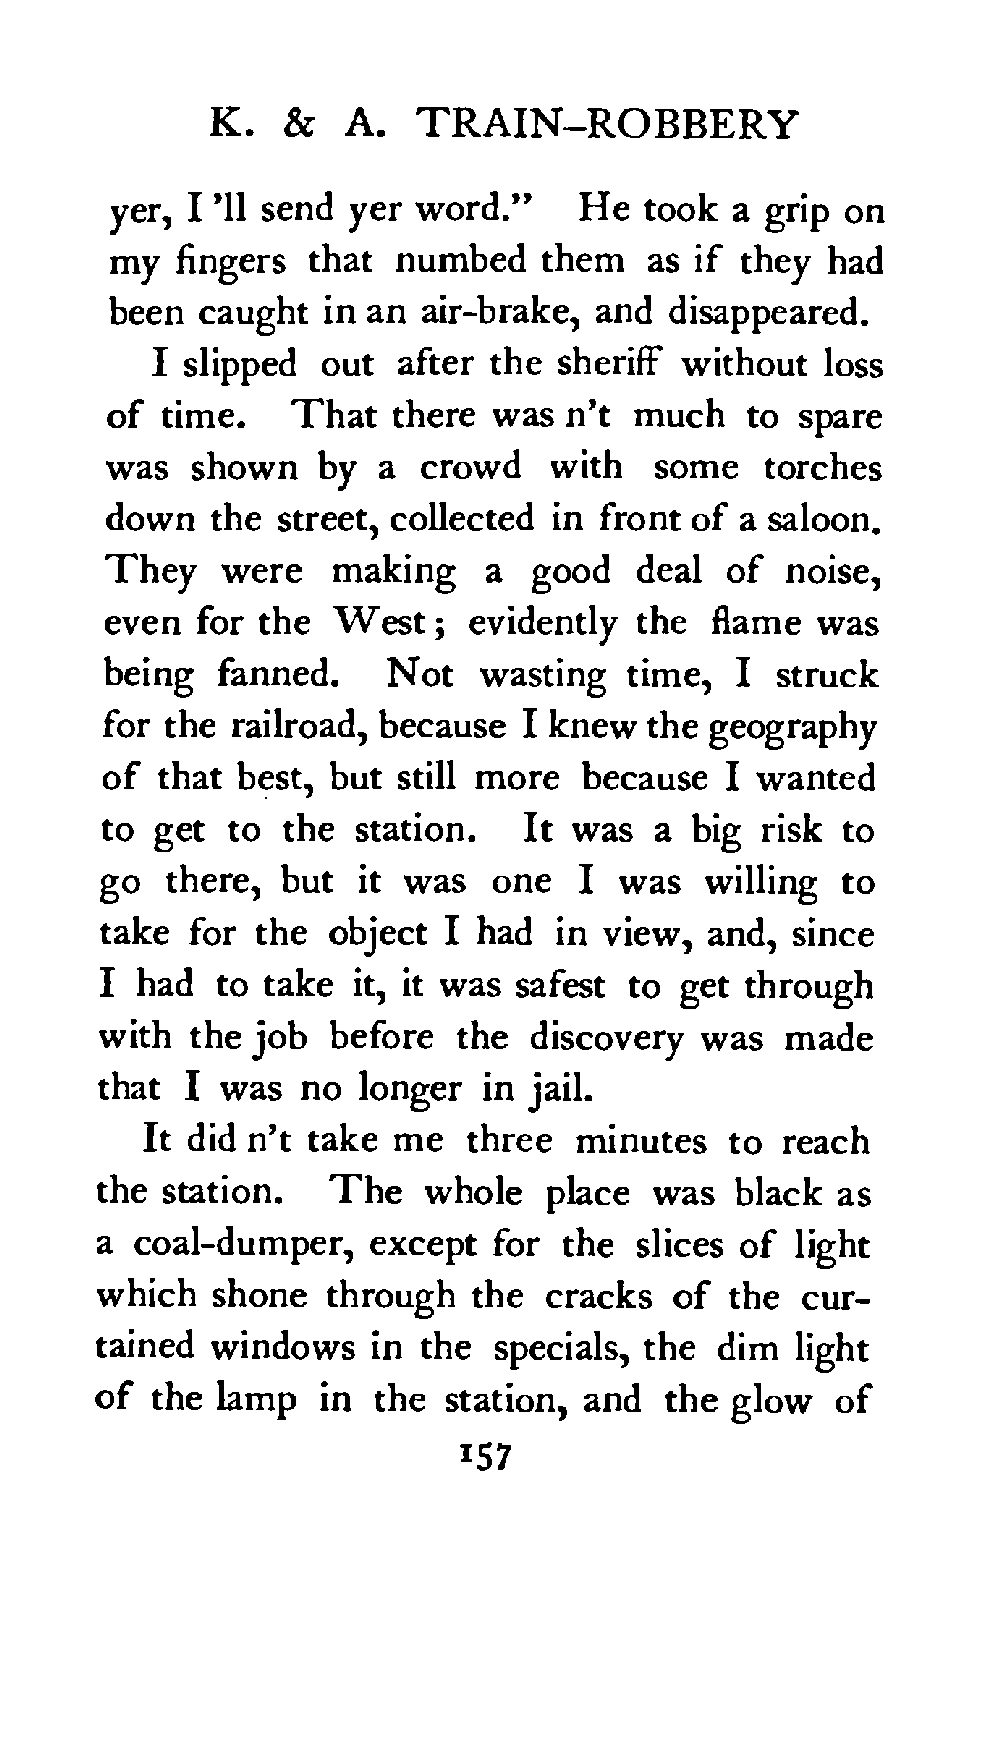 K. & A. TRAIN-ROBBERY
yer, I 'll send yer word." He took a grip on
my fingers that numbed them as if they had
been caught in an air-brake, and disappeared.
I slipped out after the sheriff without loss
of time. That there was n't much to spare
was shown by a crowd with some torches
down the street, collected in front of a saloon.
They were making a good deal of noise,
even for the West; evidently the flame was
being fanned. Not wasting time, I struck
for the railroad, because I knew the geography
of that best, but still more because I wanted
to get to the station. It was a big risk to
go there, but it was one I was willing to
take for the object I had in view, and, since
I had to take it, it was safest to get through
with the job before the discovery was made
that I was no longer in jail.
It did n't take me three minutes to reach
the station. The whole place was black as
a coal-dumper, except for the slices of light
which shone through the cracks of the cur-
tained windows in the specials, the dim light
of the lamp in the station, and the glow of
157